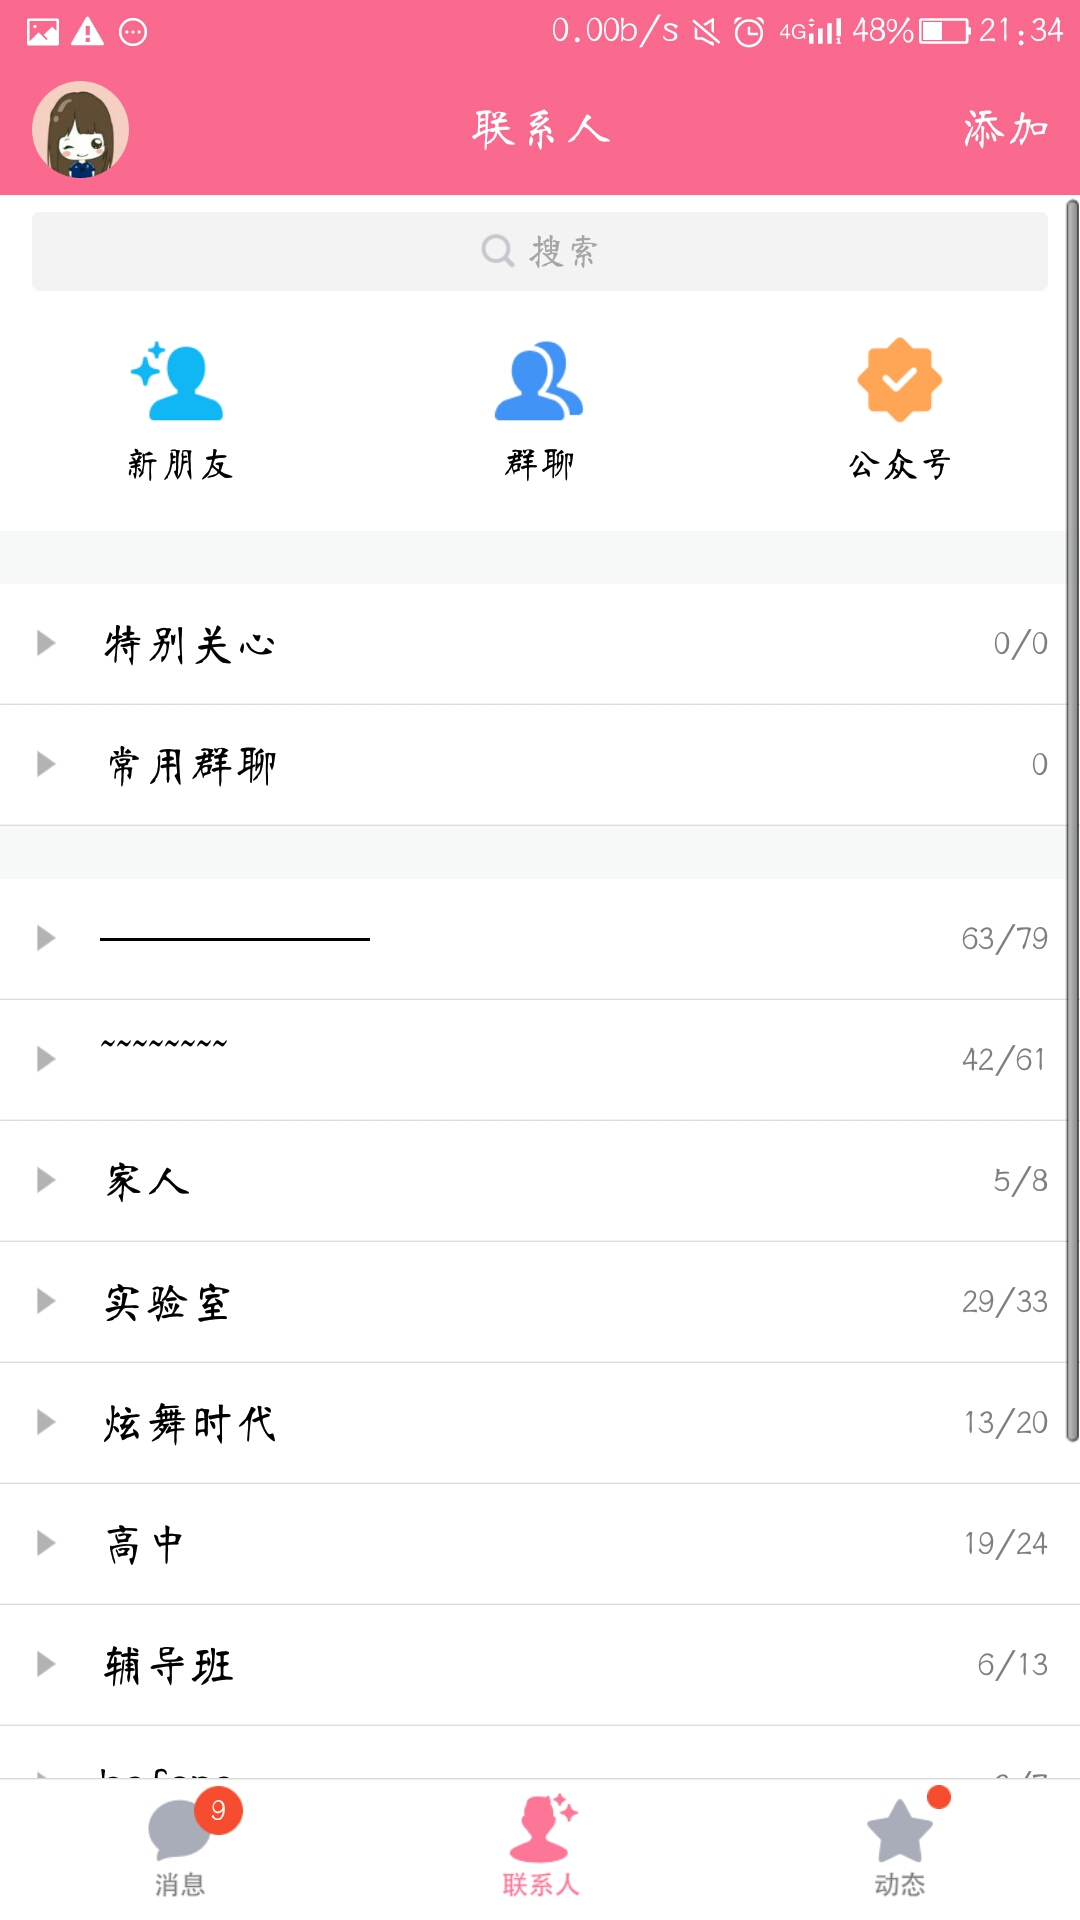 0.00b/s 4G 48% 21:34
联系人 添加
搜索
新朋友 群聊 公众号
特别关心 0/0
常用群聊 0
—————— 63/79
~~~~~~~~ 42/61
家人 5/8
实验室 29/33
炫舞时代 13/20
高中 19/24
辅导班 6/13
9
消息 联系人 动态